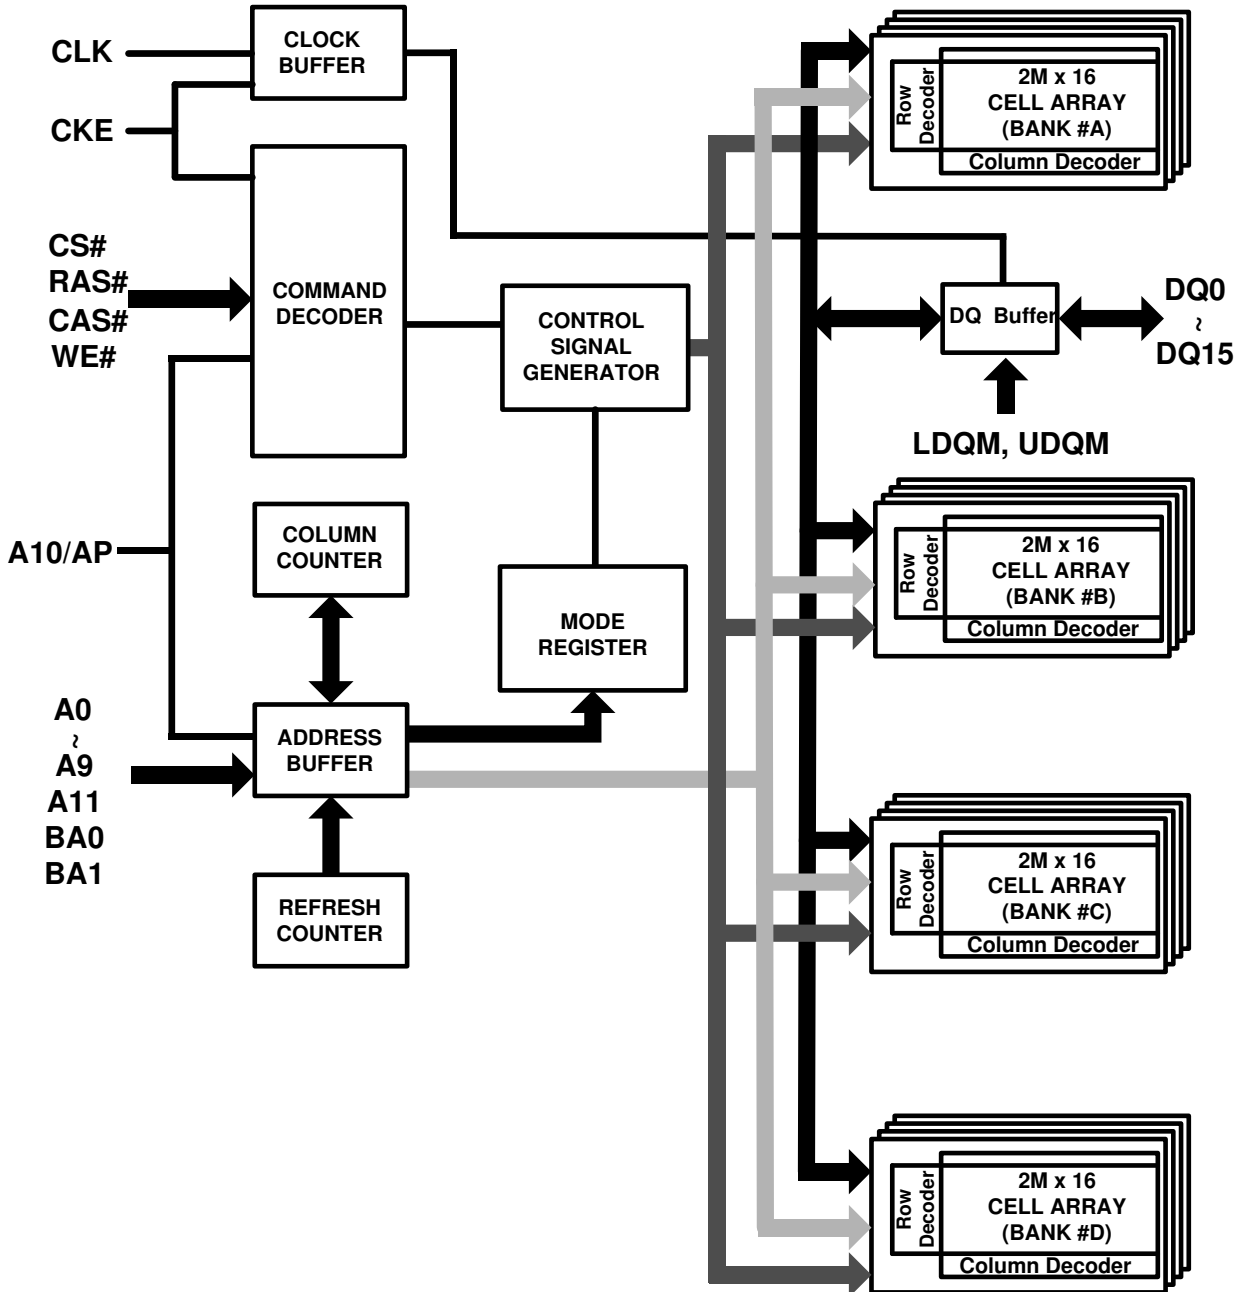 CLK
CKE
CS#
RAS#
CAS#
WE#
A10/AP
A0
~
A9
A11
BA0
BA1
CLOCK
BUFFER
COMMAND
DECODER
COLUMN
COUNTER
ADDRESS
BUFFER
REFRESH
COUNTER
CONTROL
SIGNAL
GENERATOR
MODE
REGISTER
Row
Decoder
2M x 16
CELL ARRAY
(BANK #A)
Column Decoder
DQ Buffer
DQ0
~
DQ15
LDQM, UDQM
Row
Decoder
2M x 16
CELL ARRAY
(BANK #B)
Column Decoder
Row
Decoder
2M x 16
CELL ARRAY
(BANK #C)
Column Decoder
Row
Decoder
2M x 16
CELL ARRAY
(BANK #D)
Column Decoder